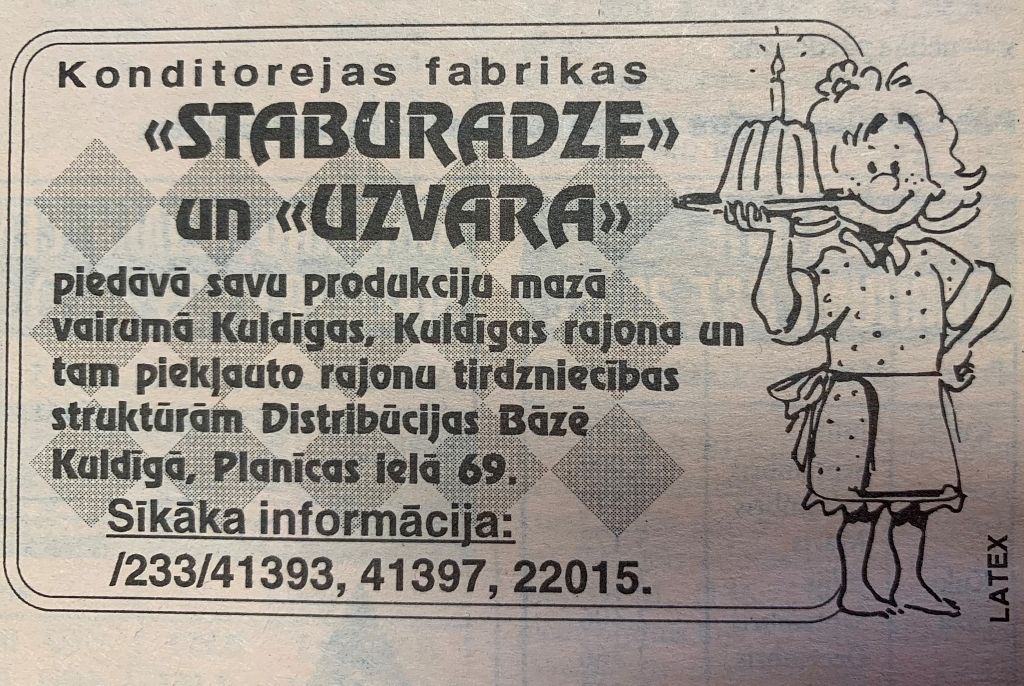 Konditorejas fabrikas
«STABURADZE»
un «UZVARA»
piedāvā savu produkciju mazā
vairumā Kuldīgas, Kuldīgas rajona un
tam piekļauto rajonu tirdzniecības
struktūrām Distribūcijas Bāzē
Kuldīgā, Planīcas ielā 69.
Sīkāka informācija:
/233/41393, 41397, 22015.
LATEX